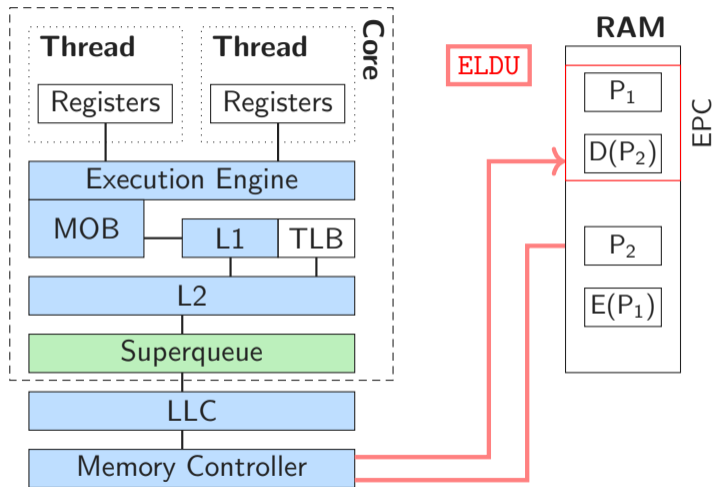 Thread
Thread
Core
Registers
Registers
Execution Engine
MOB
L1
TLB
L2
Superqueue
LLC
Memory Controller
ELDU
RAM
P₁
D(P₂)
EPC
P₂
E(P₁)